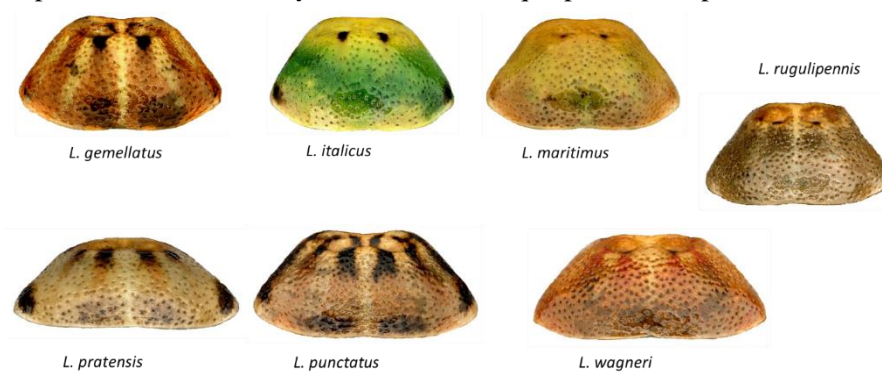 L. rugulipennis
L. gemellatus
L. italicus
L. maritimus
L. pratensis
L. punctatus
L. wagneri